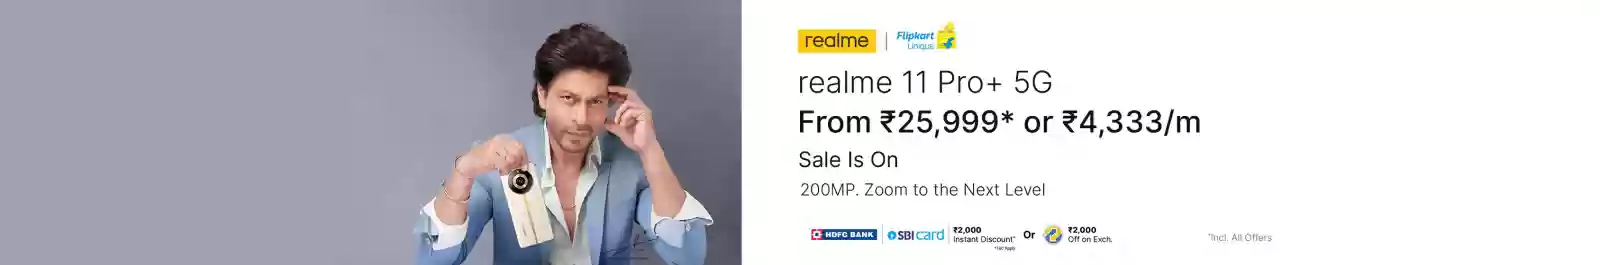 realme | Flipkart Unique
realme 11 Pro+ 5G
From ₹25,999* or ₹4,333/m
Sale Is On
200MP. Zoom to the Next Level
HDFC BANK SBI card ₹2,000 Instant Discount* *T&C Apply Or ₹2,000 Off on Exch.
*Incl. All Offers